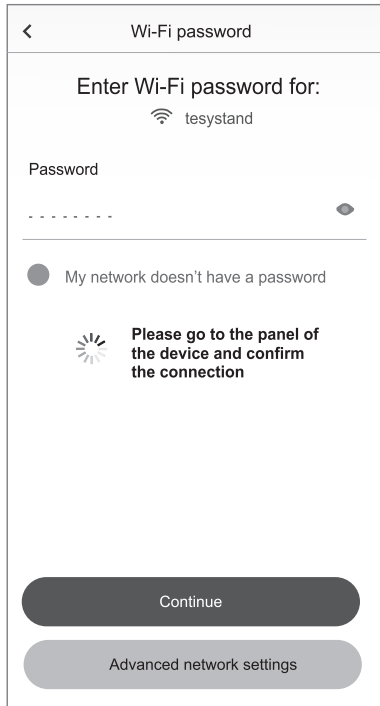 Wi-Fi password
Enter Wi-Fi password for:
tesystand
Password
- - - - - - - -
My network doesn’t have a password
Please go to the panel of
the device and confirm
the connection
Continue
Advanced network settings